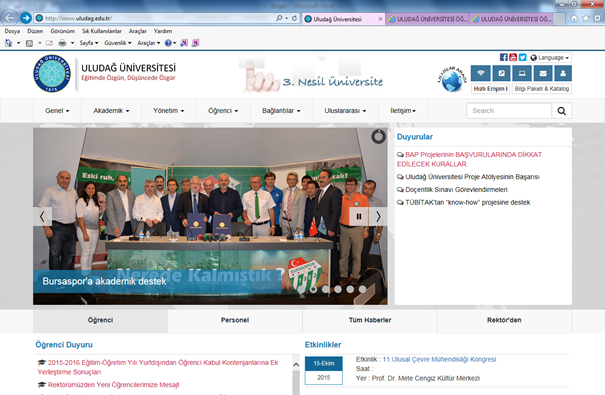 http://www.uludag.edu.tr/
Uludağ Üniversitesi
ULUDAĞ ÜNİVERSİTESİ ÖĞ...
ULUDAĞ ÜNİVERSİTESİ ÖĞ...
Dosya Düzen Görünüm Sık Kullanılanlar Araçlar Yardım
Sayfa Güvenlik Araçlar
ULUDAĞ ÜNİVERSİTESİ
Eğitimde Özgün, Düşüncede Özgür
3. Nesil Üniversite
Language
Hızlı Erişim
Bilgi Paketi & Katalog
Genel Akademik Yönetim Öğrenci Bağlantılar Uluslararası İletişim
Search
Eski ruh,
Nerede Kalmıştık?
BURSASPOR
Bursaspor'a akademik destek
Duyurular
BAP Projelerinin BAŞVURULARINDA DİKKAT
EDİLECEK KURALLAR
Uludağ Üniversitesi Proje Atölyesinin Başarısı
Doçentlik Sınavı Görevlendirmeleri
TÜBİTAK'tan "know-how" projesine destek
Öğrenci Personel Tüm Haberler Rektör'den
Öğrenci Duyuru
2015-2016 Eğitim-Öğretim Yılı Yurtdışından Öğrenci Kabul Kontenjanlarına Ek
Yerleştirme Sonuçları
Rektörümüzden Yeni Öğrencilerimize Mesaj!
Etkinlikler
15-Ekim
2015
Etkinlik : 11.Ulusal Çevre Mühendisliği Kongresi
Saat :
Yer : Prof. Dr. Mete Cengiz Kültür Merkezi